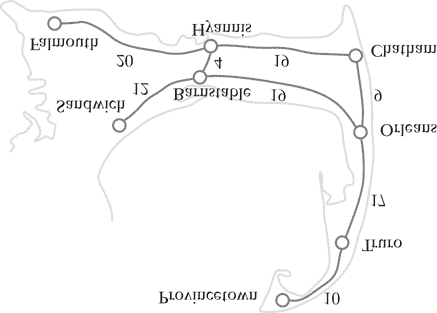 Hyannis
Falmouth
Chatham
20
4
19
12
19
9
Sandwich
Barnstable
Orleans
17
Truro
Provincetown
10